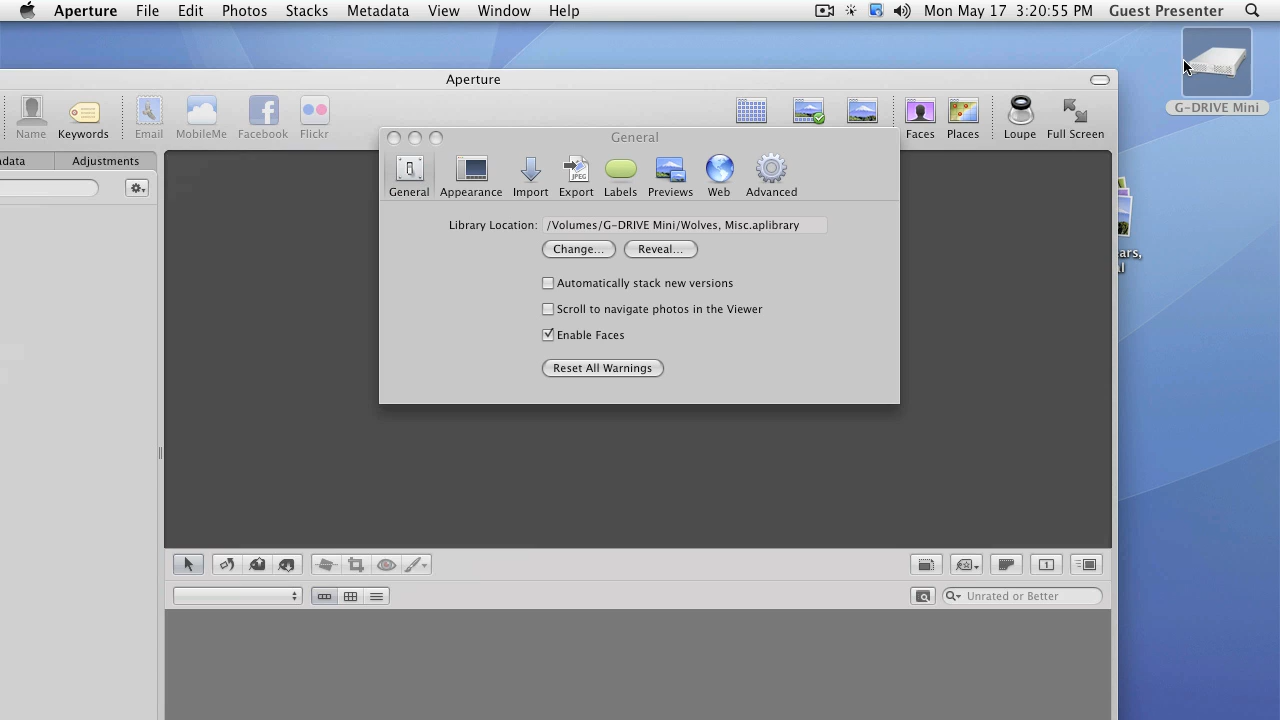 Aperture File Edit Photos Stacks Metadata View Window Help Mon May 17 3:20:55 PM Guest Presenter
G-DRIVE Mini
Aperture
Name Keywords Email MobileMe Facebook Flickr Faces Places Loupe Full Screen
General
General Appearance Import Export Labels Previews Web Advanced
adata Adjustments
Library Location: /Volumes/G-DRIVE Mini/Wolves, Misc.aplibrary
Change... Reveal...
Automatically stack new versions
Scroll to navigate photos in the Viewer
Enable Faces
Reset All Warnings
ears,
al
1
Unrated or Better